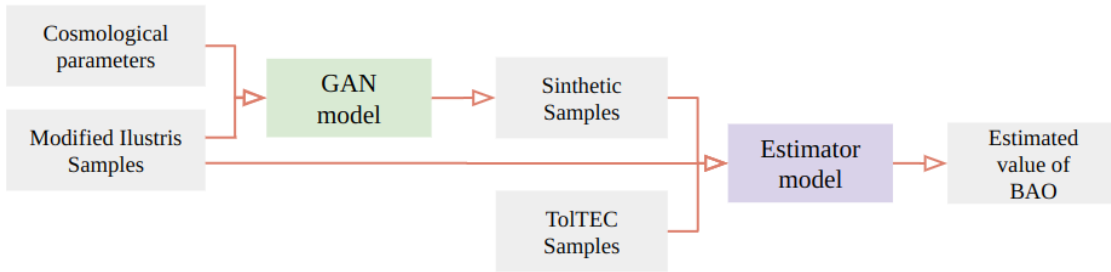 Cosmological
parameters
Modified Ilustris
Samples
GAN
model
Sinthetic
Samples
TolTEC
Samples
Estimator
model
Estimated
value of
BAO